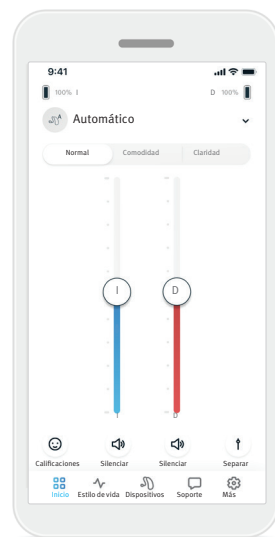 9:41
100% I D 100%
Automático
Normal Comodidad Claridad
I D
I D
Calificaciones Silenciar Silenciar Separar
Inicio Estilo de vida Dispositivos Soporte Más